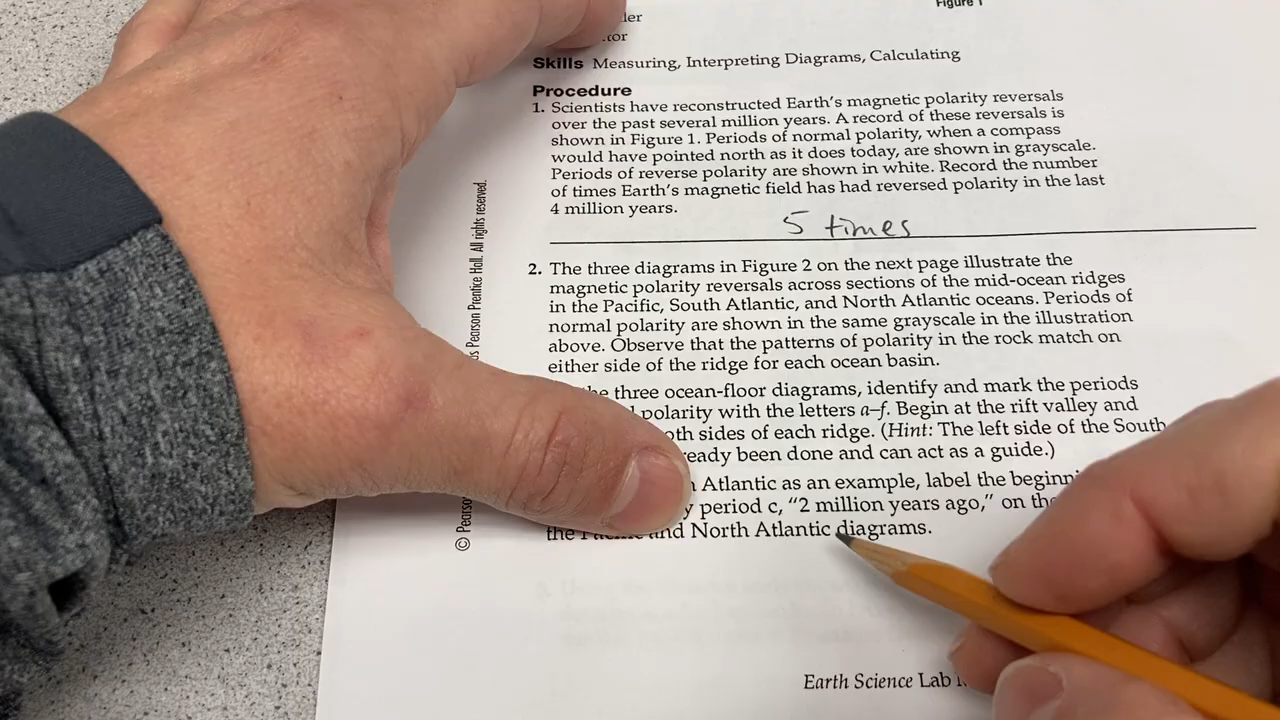 Figure 1
ler
tor
Skills Measuring, Interpreting Diagrams, Calculating
Procedure
1. Scientists have reconstructed Earth's magnetic polarity reversals
over the past several million years. A record of these reversals is
shown in Figure 1. Periods of normal polarity, when a compass
would have pointed north as it does today, are shown in grayscale.
Periods of reverse polarity are shown in white. Record the number
of times Earth's magnetic field has had reversed polarity in the last
4 million years.
5 times
2. The three diagrams in Figure 2 on the next page illustrate the
magnetic polarity reversals across sections of the mid-ocean ridges
in the Pacific, South Atlantic, and North Atlantic oceans. Periods of
normal polarity are shown in the same grayscale in the illustration
above. Observe that the patterns of polarity in the rock match on
either side of the ridge for each ocean basin.
three ocean-floor diagrams, identify and mark the periods
polarity with the letters a–f. Begin at the rift valley and
oth sides of each ridge. (Hint: The left side of the South
eady been done and can act as a guide.)
Atlantic as an example, label the beginni
y period c, "2 million years ago," on the
the and North Atlantic diagrams.
Earth Science Lab
© Pearso
s Pearson Prentice Hall. All rights reserved.